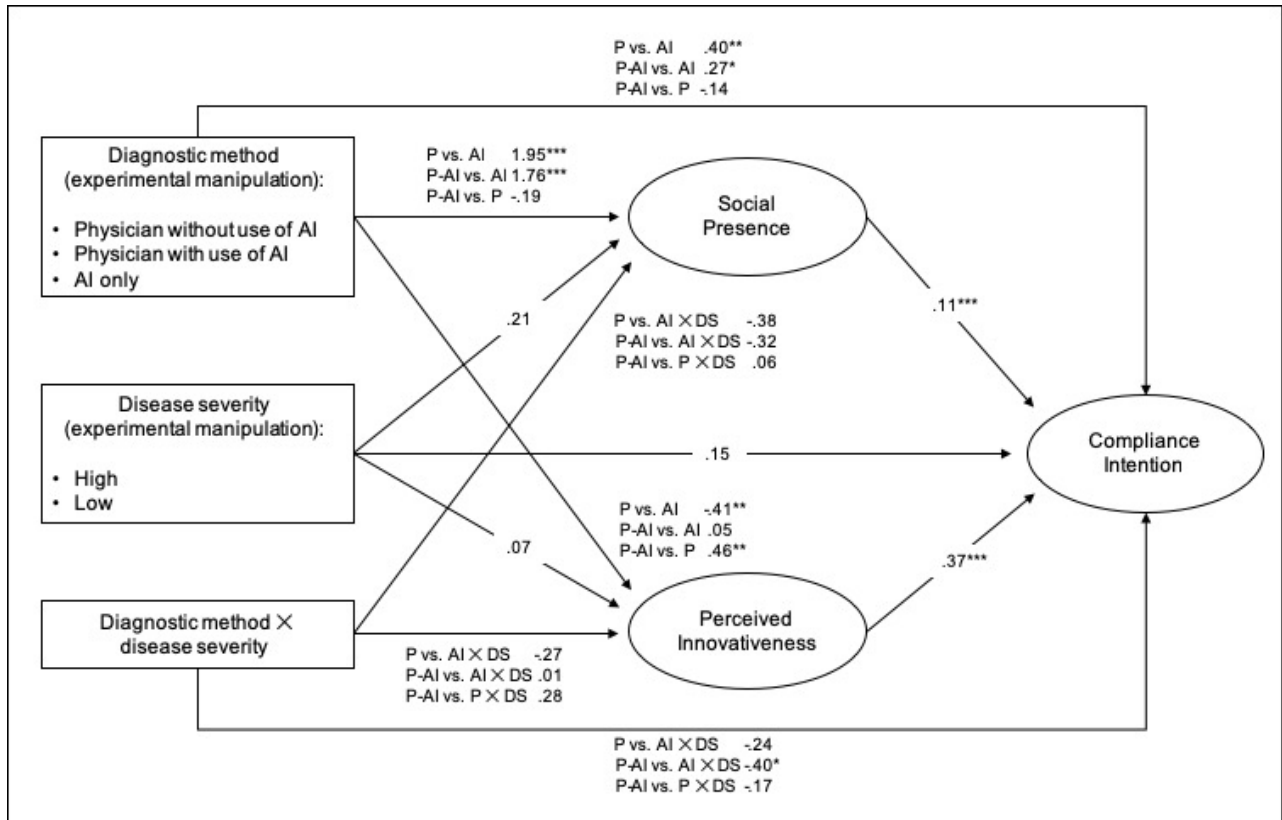 P vs. AI .40**
P-AI vs. AI .27*
P-AI vs. P -.14
Diagnostic method
(experimental manipulation):
• Physician without use of AI
• Physician with use of AI
• AI only
P vs. AI 1.95***
P-AI vs. AI 1.76***
P-AI vs. P -.19
Social
Presence
.21
P vs. AI ✕ DS -.38
P-AI vs. AI ✕ DS -.32
P-AI vs. P ✕ DS .06
.11***
Disease severity
(experimental manipulation):
• High
• Low
.15
Compliance
Intention
.07
P vs. AI -.41**
P-AI vs. AI .05
P-AI vs. P .46**
.37***
Diagnostic method ✕
disease severity
Perceived
Innovativeness
P vs. AI ✕ DS -.27
P-AI vs. AI ✕ DS .01
P-AI vs. P ✕ DS .28
P vs. AI ✕ DS -.24
P-AI vs. AI ✕ DS -.40*
P-AI vs. P ✕ DS -.17